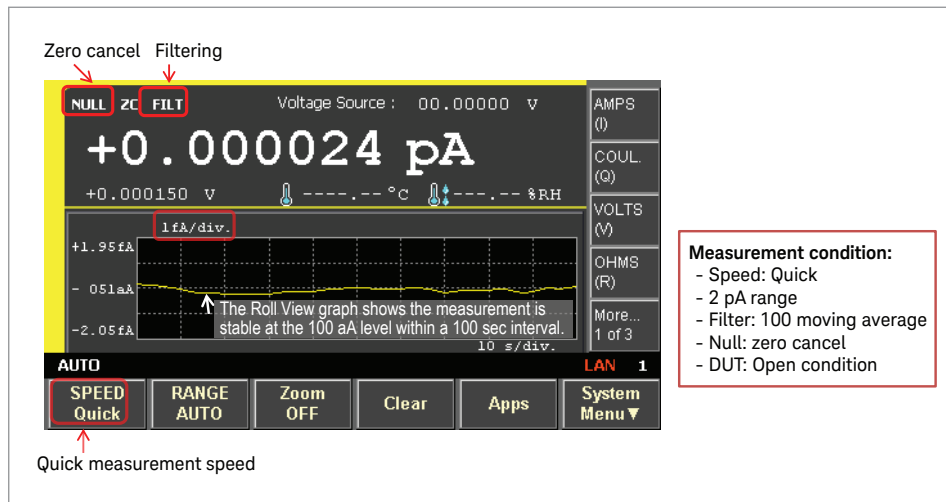 Zero cancel Filtering
NULL ZC FILT Voltage Source : 00.00000 V
+0.000024 pA
+0.000150 V ----.--°C ---.--%RH
1fA/div.
+1.95fA
- 051aA
-2.05fA
The Roll View graph shows the measurement is
stable at the 100 aA level within a 100 sec interval.
10 s/div.
AMPS
(I)
COUL.
(Q)
VOLTS
(V)
OHMS
(R)
More...
1 of 3
AUTO LAN 1
SPEED
Quick
RANGE
AUTO
Zoom
OFF
Clear
Apps
System
Menu▼
Quick measurement speed
Measurement condition:
- Speed: Quick
- 2 pA range
- Filter: 100 moving average
- Null: zero cancel
- DUT: Open condition